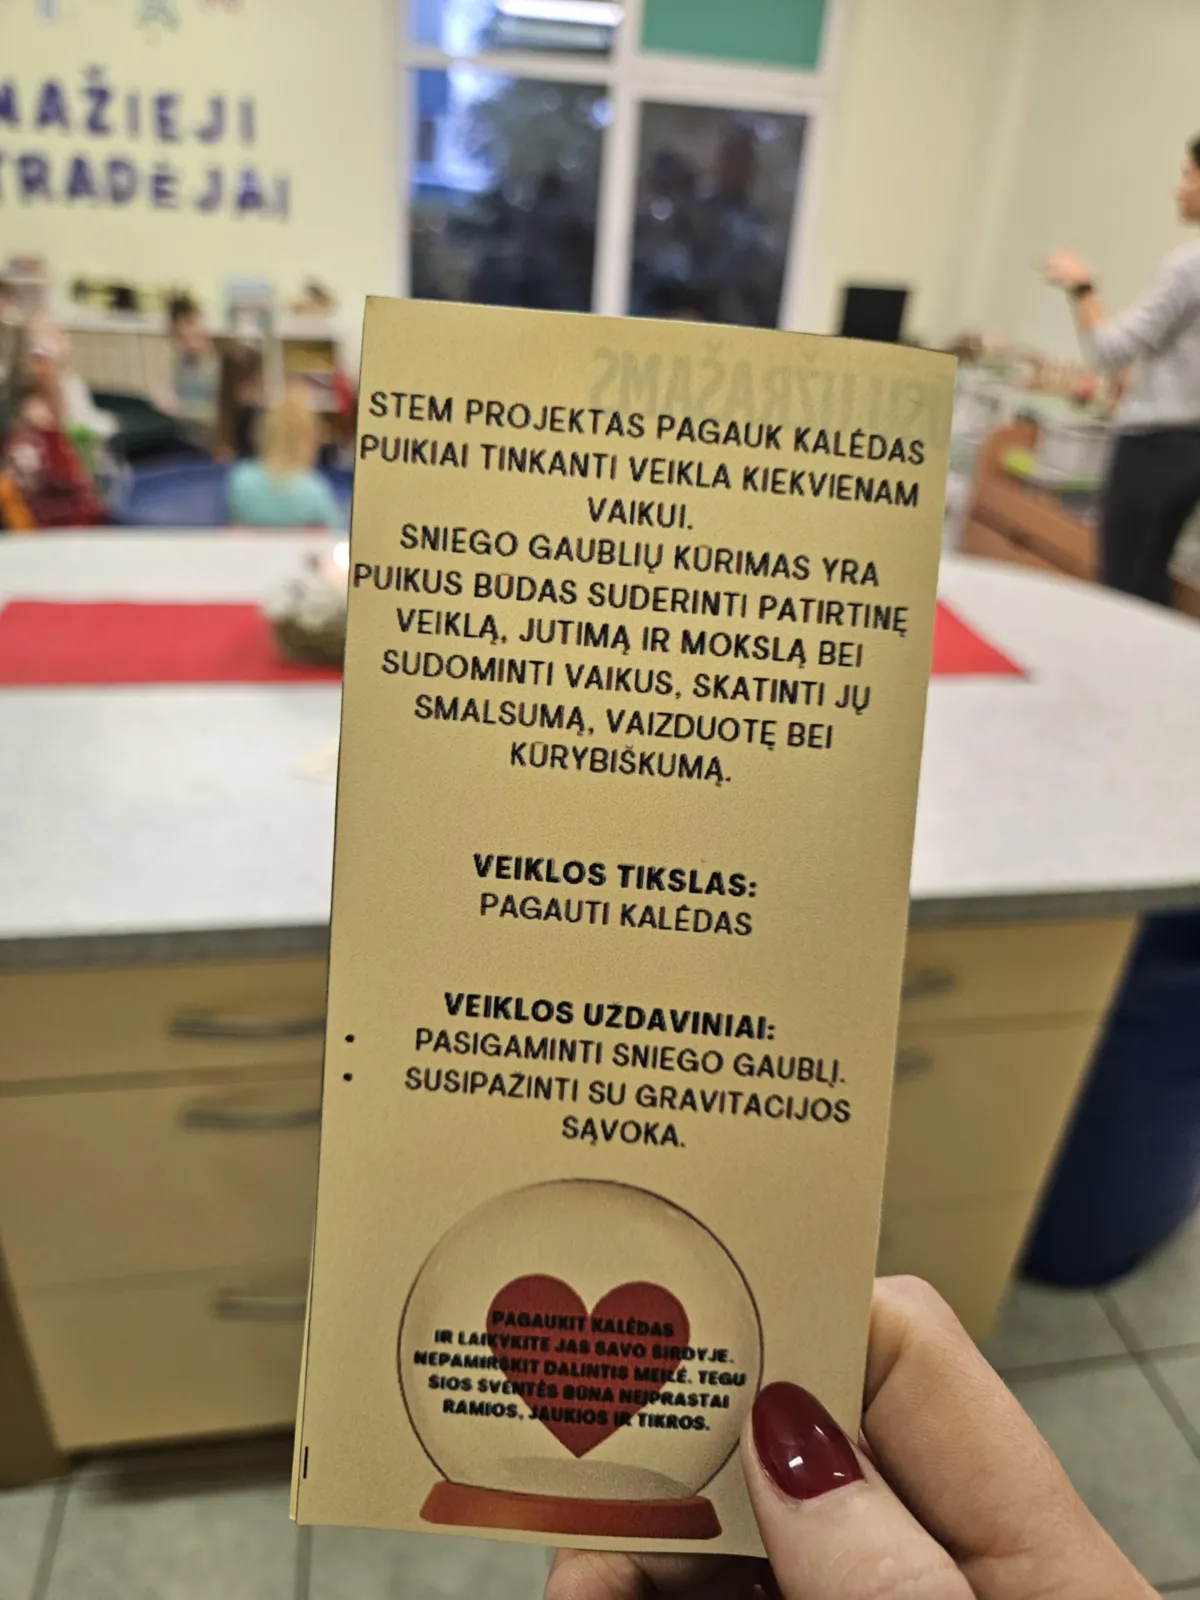 MAŽIEJI
TRADĖJAI
UŽRAŠAMS
STEM PROJEKTAS PAGAUK KALĖDAS
PUIKIAI TINKANTI VEIKLA KIEKVIENAM
VAIKUI.
SNIEGO GAUBLIŲ KŪRIMAS YRA
PUIKUS BŪDAS SUDERINTI PATIRTINĘ
VEIKLĄ, JUTIMĄ IR MOKSLĄ BEI
SUDOMINTI VAIKUS, SKATINTI JŲ
SMALSUMĄ, VAIZDUOTĘ BEI
KŪRYBIŠKUMĄ.
VEIKLOS TIKSLAS:
PAGAUTI KALĖDAS
VEIKLOS UŽDAVINIAI:
• PASIGAMINTI SNIEGO GAUBLĮ.
• SUSIPAŽINTI SU GRAVITACIJOS
SĄVOKA.
PAGAUKIT KALĖDAS
IR LAIKYKITE JAS SAVO ŠIRDYJE.
NEPAMIRŠKIT DALINTIS MEILE. TEGU
ŠIOS ŠVENTĖS BŪNA NEĮPRASTAI
RAMIOS, JAUKIOS IR TIKROS.